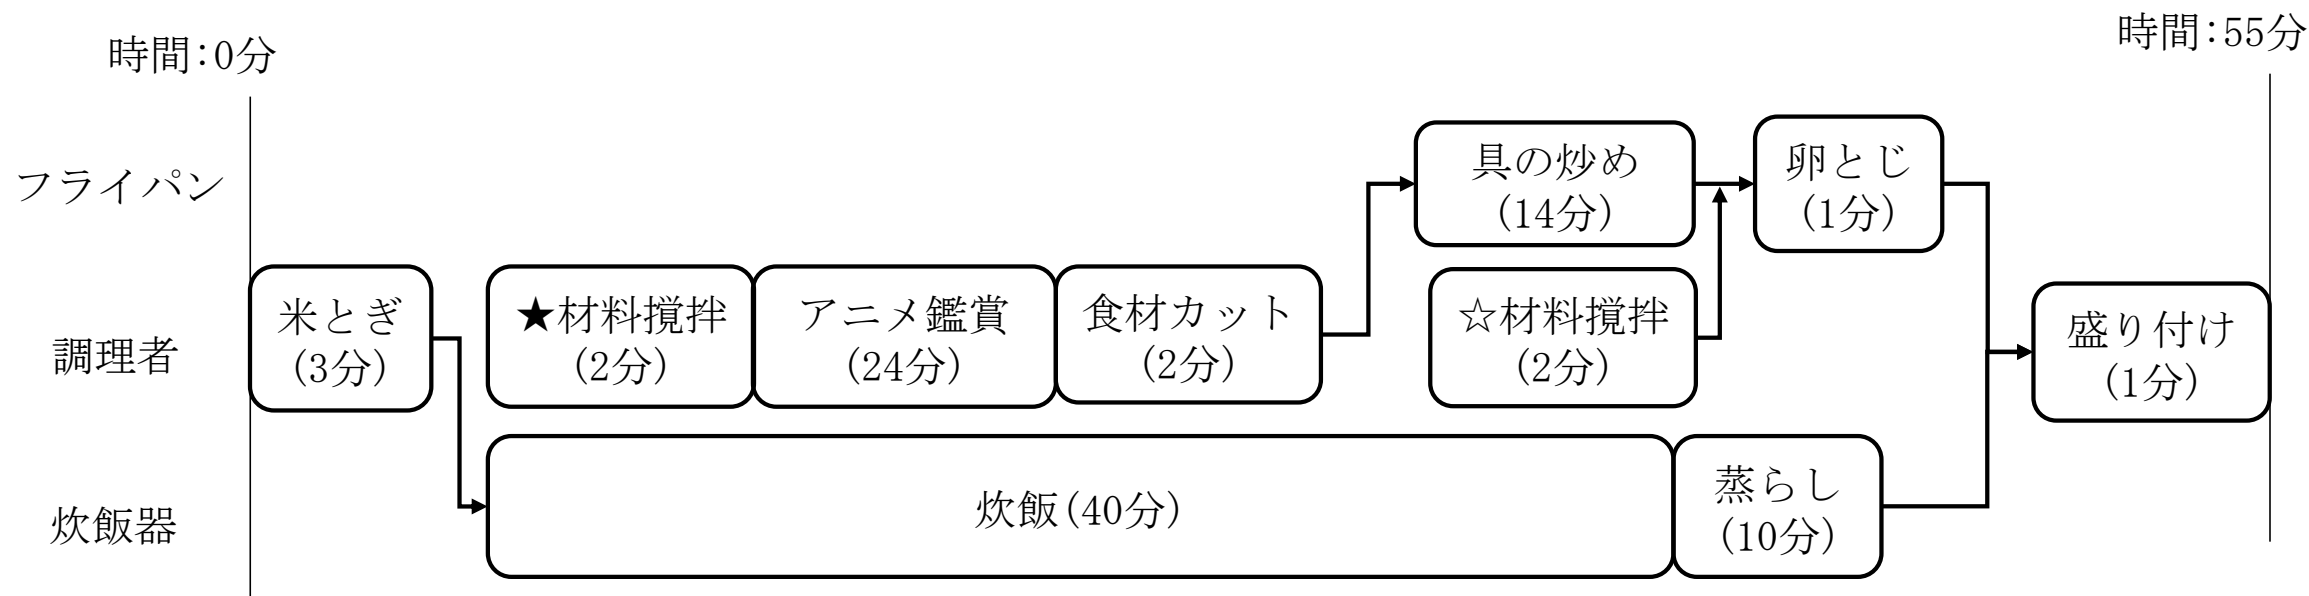 時間:0分
時間:55分
フライパン
具の炒め
(14分)
卵とじ
(1分)
調理者
米とぎ
(3分)
★材料撹拌
(2分)
アニメ鑑賞
(24分)
食材カット
(2分)
☆材料撹拌
(2分)
盛り付け
(1分)
炊飯器
炊飯(40分)
蒸らし
(10分)